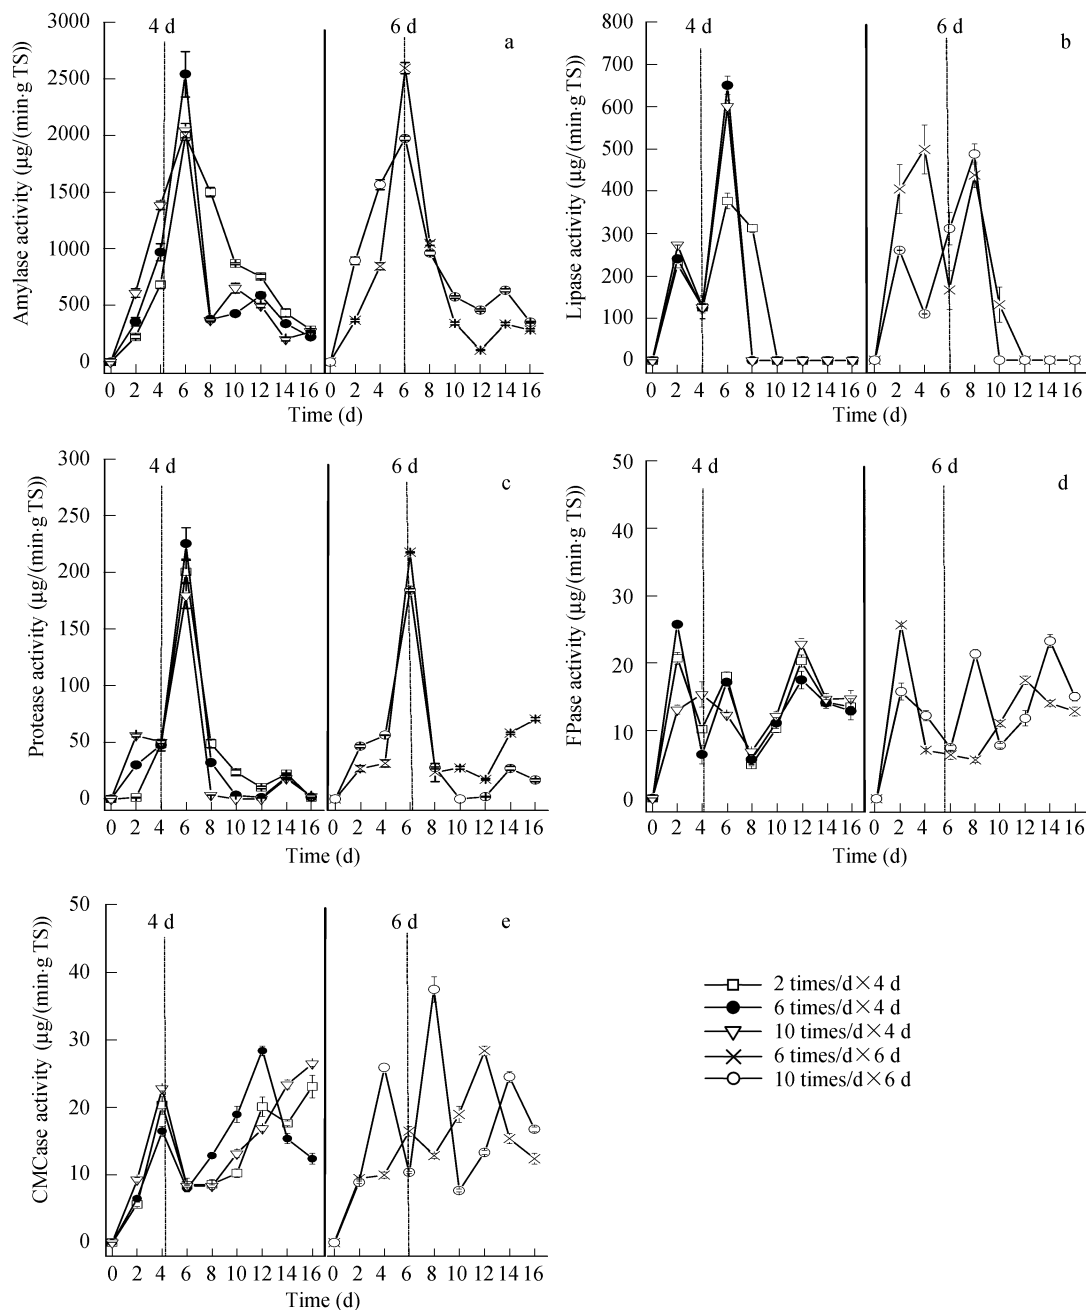 4 d
6 d
a
3000
2500
2000
1500
1000
500
0
Amylase activity (µg/(min·g TS))
0 2 4 6 8 10 12 14 16 0 2 4 6 8 10 12 14 16
Time (d)
4 d
6 d
b
800
700
600
500
400
300
200
100
0
Lipase activity (µg/(min·g TS))
0 2 4 6 8 10 12 14 16 0 2 4 6 8 10 12 14 16
Time (d)
4 d
6 d
c
300
250
200
150
100
50
0
Protease activity (µg/(min·g TS))
0 2 4 6 8 10 12 14 16 0 2 4 6 8 10 12 14 16
Time (d)
4 d
6 d
d
50
40
30
20
10
0
FPase activity (µg/(min·g TS))
0 2 4 6 8 10 12 14 16 0 2 4 6 8 10 12 14 16
Time (d)
4 d
6 d
e
50
40
30
20
10
0
CMCase activity (µg/(min·g TS))
0 2 4 6 8 10 12 14 16 0 2 4 6 8 10 12 14 16
Time (d)
2 times/d×4 d
6 times/d×4 d
10 times/d×4 d
6 times/d×6 d
10 times/d×6 d